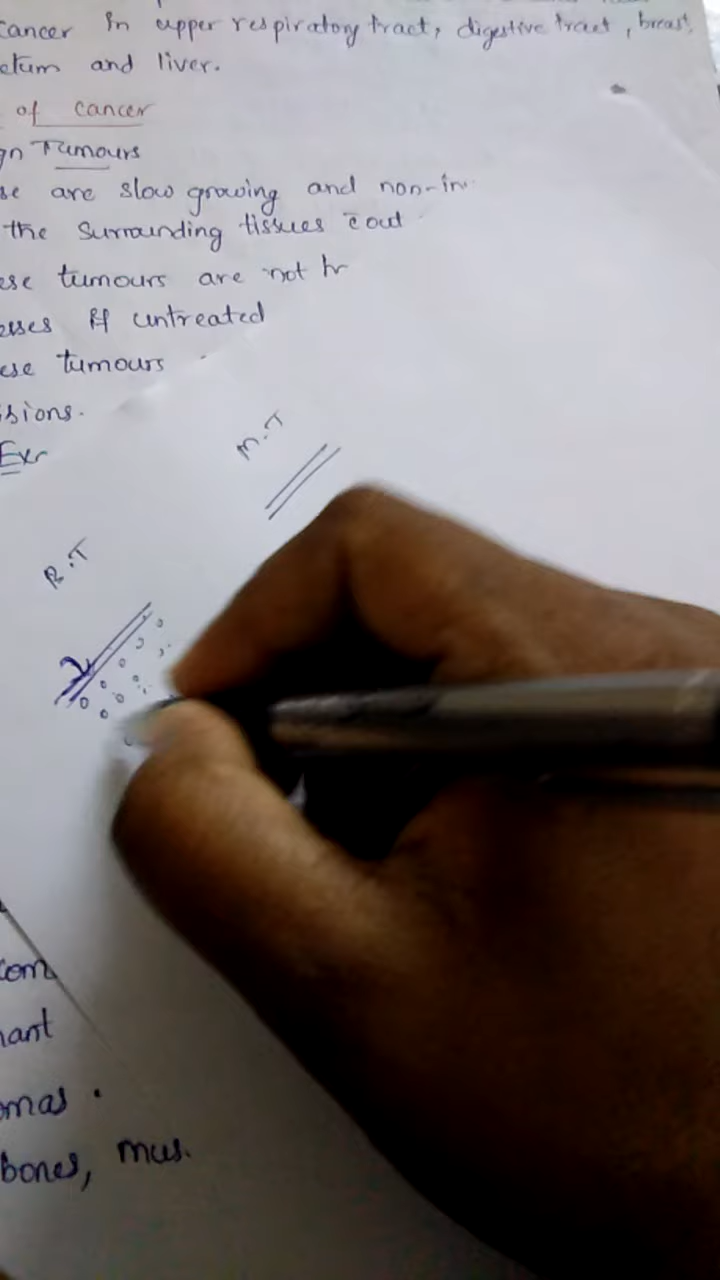 cancer in upper respiratory tract, digestive tract, breast,
ctum and liver.
of cancer
gn Tumours
se are slow growing and non-in
the surrounding tissues
ese tumours are not
esses if untreated
ese tumours
sions.
Ex
M.T
B.T
com
nant
omas.
bones, mus.